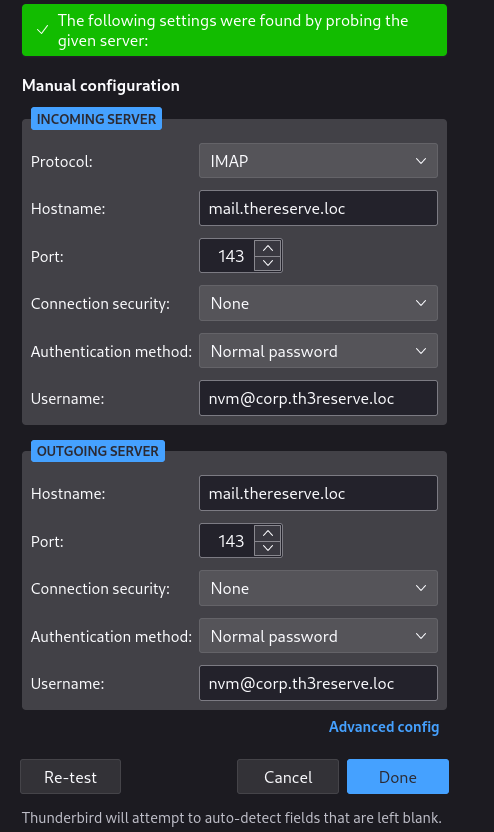 The following settings were found by probing the
given server:
Manual configuration
INCOMING SERVER
Protocol: IMAP
Hostname: mail.thereserve.loc
Port: 143
Connection security: None
Authentication method: Normal password
Username: nvm@corp.th3reserve.loc
OUTGOING SERVER
Hostname: mail.thereserve.loc
Port: 143
Connection security: None
Authentication method: Normal password
Username: nvm@corp.th3reserve.loc
Advanced config
Re-test Cancel Done
Thunderbird will attempt to auto-detect fields that are left blank.